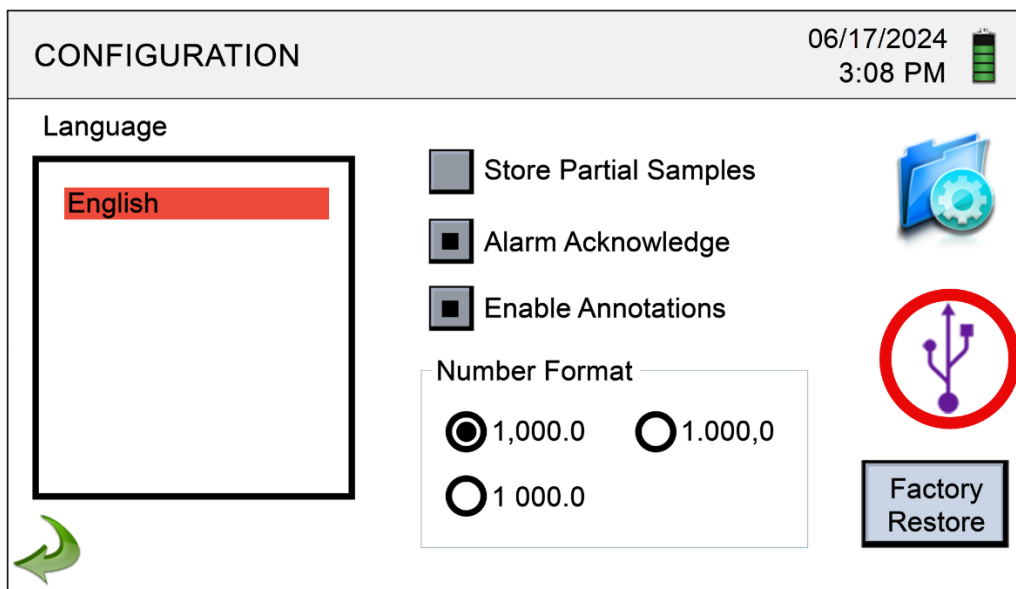 CONFIGURATION
06/17/2024
3:08 PM
Language
English
Store Partial Samples
Alarm Acknowledge
Enable Annotations
Number Format
1,000.0
1.000,0
1 000.0
Factory
Restore